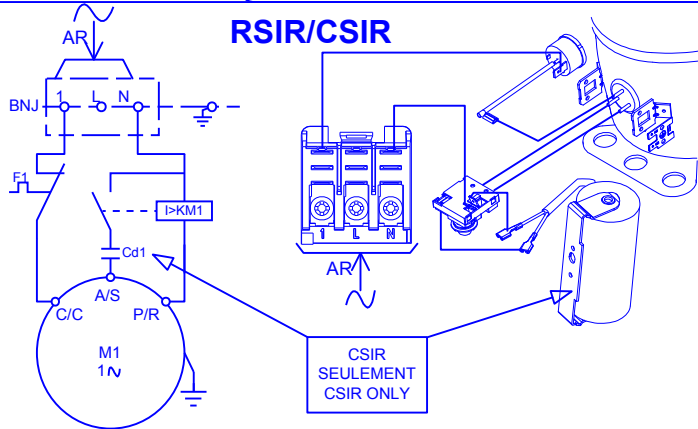 RSIR/CSIR
AR
BNJ
1 L N
F1
I>KM1
Cd1
A/S
C/C
P/R
M1
1∿
1 L N
AR
CSIR
SEULEMENT
CSIR ONLY